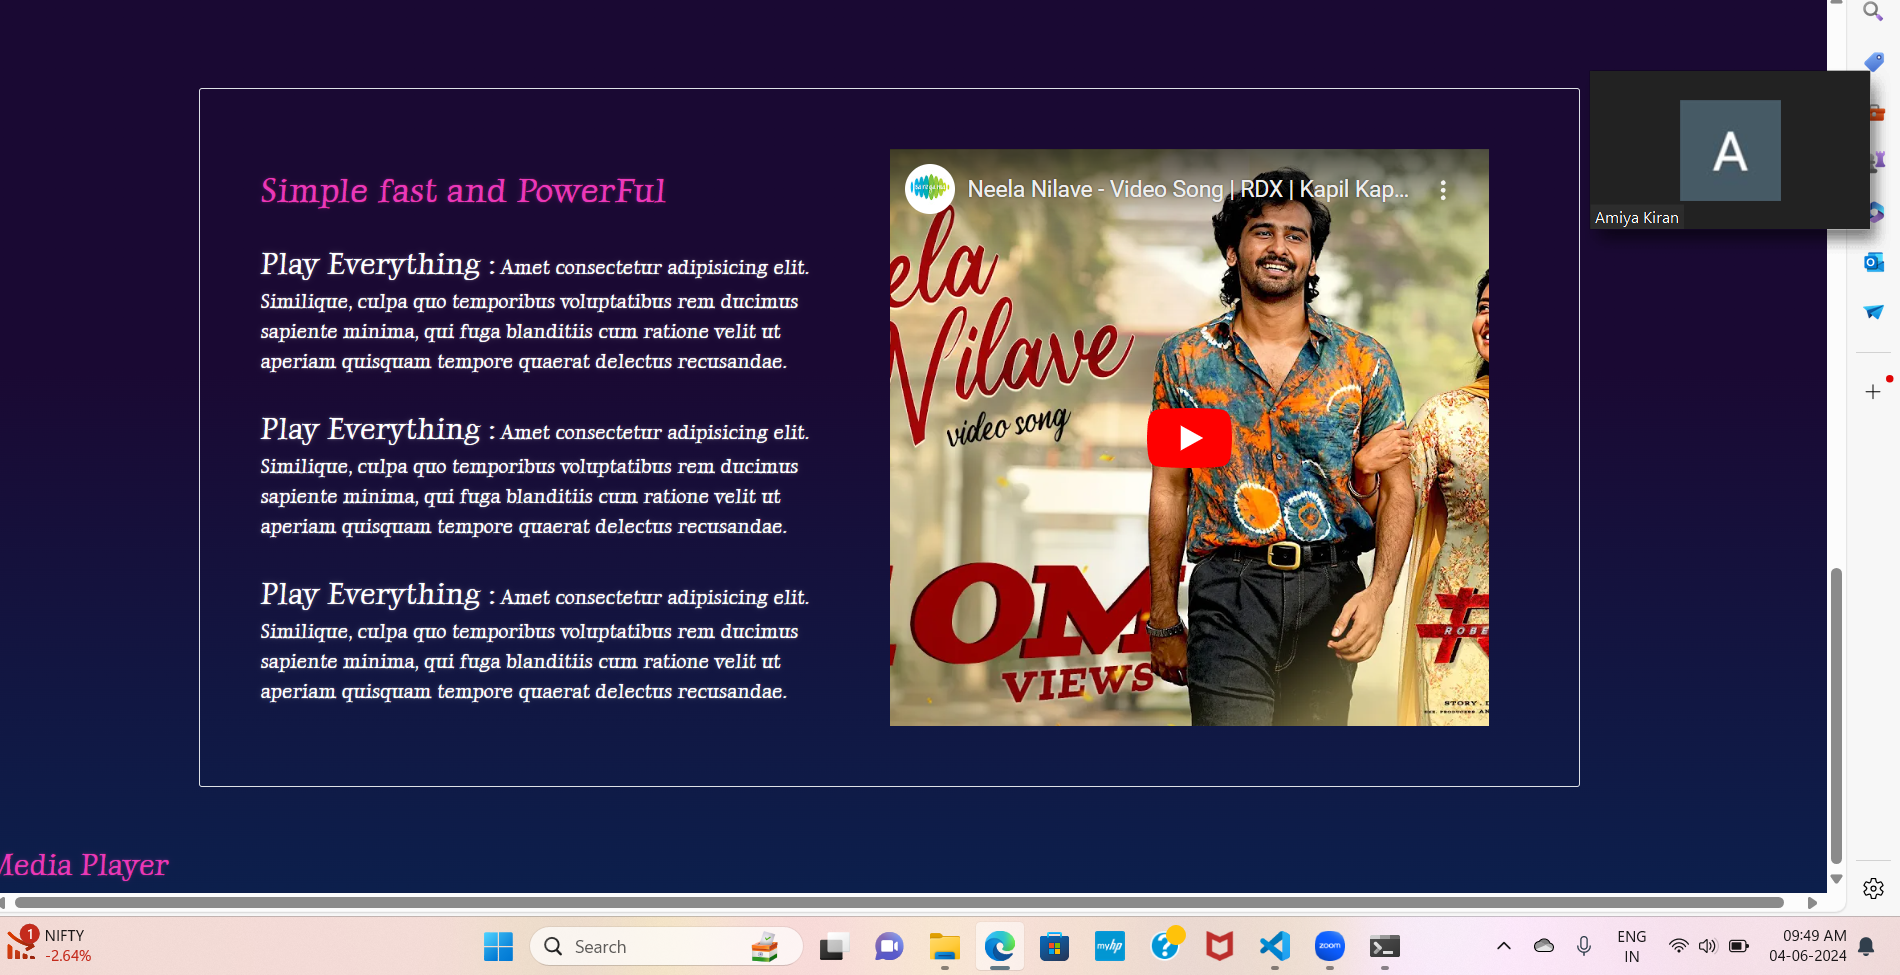 Simple fast and PowerFul
Play Everything : Amet consectetur adipisicing elit.
Similique, culpa quo temporibus voluptatibus rem ducimus
sapiente minima, qui fuga blanditiis cum ratione velit ut
aperiam quisquam tempore quaerat delectus recusandae.
Play Everything : Amet consectetur adipisicing elit.
Similique, culpa quo temporibus voluptatibus rem ducimus
sapiente minima, qui fuga blanditiis cum ratione velit ut
aperiam quisquam tempore quaerat delectus recusandae.
Play Everything : Amet consectetur adipisicing elit.
Similique, culpa quo temporibus voluptatibus rem ducimus
sapiente minima, qui fuga blanditiis cum ratione velit ut
aperiam quisquam tempore quaerat delectus recusandae.
Neela Nilave - Video Song | RDX | Kapil Kap...
ela
Nilave
video song
OM
VIEWS
ROBE
STORY . D
A
Amiya Kiran
Media Player
1
NIFTY
-2.64%
Search
myhp
zoom
ENG
IN
09:49 AM
04-06-2024